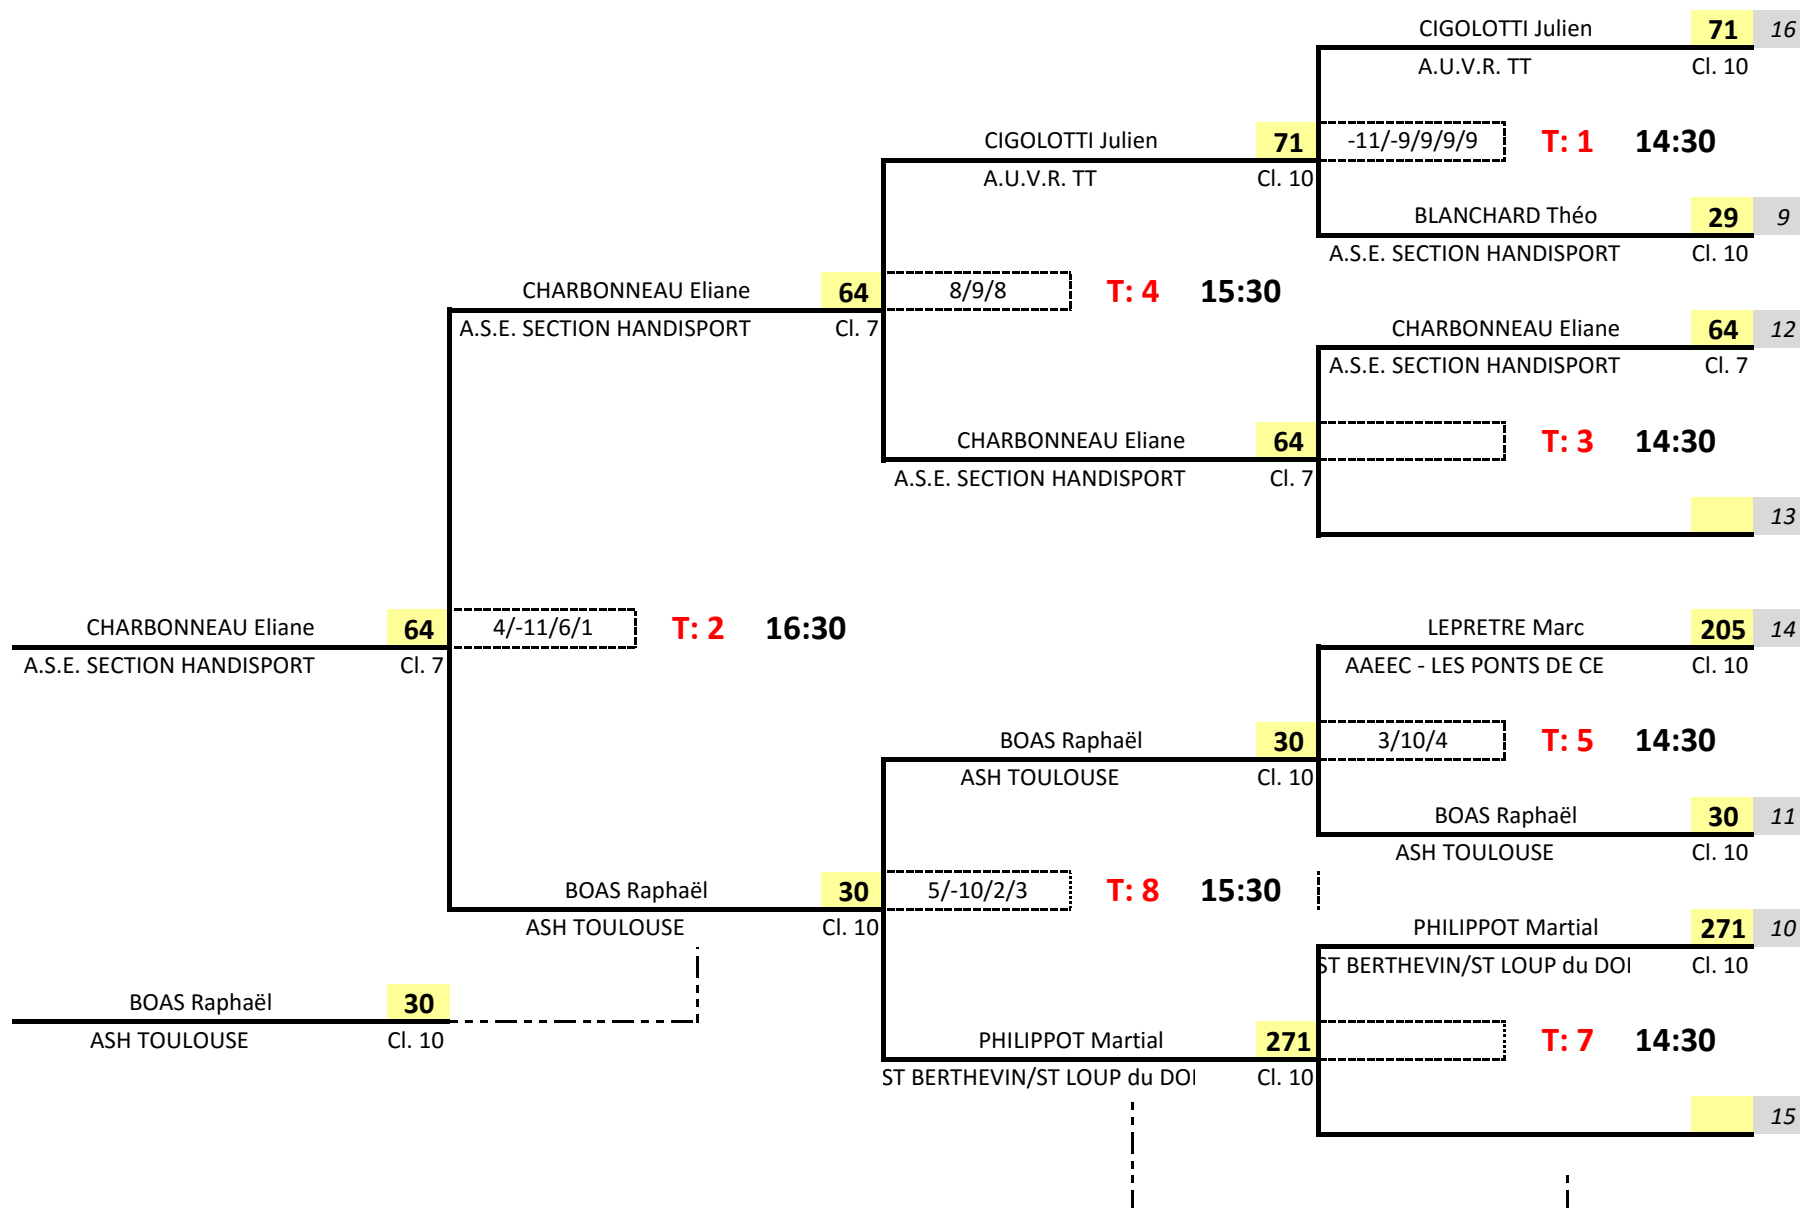 CIGOLOTTI Julien 71 16
A.U.V.R. TT Cl. 10
CIGOLOTTI Julien 71 -11/-9/9/9/9 T: 1 14:30
A.U.V.R. TT Cl. 10
BLANCHARD Théo 29 9
A.S.E. SECTION HANDISPORT Cl. 10
CHARBONNEAU Eliane 64 8/9/8 T: 4 15:30
A.S.E. SECTION HANDISPORT Cl. 7
CHARBONNEAU Eliane 64 12
A.S.E. SECTION HANDISPORT Cl. 7
CHARBONNEAU Eliane 64 T: 3 14:30
A.S.E. SECTION HANDISPORT Cl. 7
13
CHARBONNEAU Eliane 64 4/-11/6/1 T: 2 16:30
A.S.E. SECTION HANDISPORT Cl. 7
LEPRETRE Marc 205 14
AAEEC - LES PONTS DE CE Cl. 10
BOAS Raphaël 30 3/10/4 T: 5 14:30
ASH TOULOUSE Cl. 10
BOAS Raphaël 30 11
ASH TOULOUSE Cl. 10
BOAS Raphaël 30 5/-10/2/3 T: 8 15:30
ASH TOULOUSE Cl. 10
PHILIPPOT Martial 271 10
ST BERTHEVIN/ST LOUP du DOI Cl. 10
BOAS Raphaël 30
ASH TOULOUSE Cl. 10
PHILIPPOT Martial 271 T: 7 14:30
ST BERTHEVIN/ST LOUP du DOI Cl. 10
15